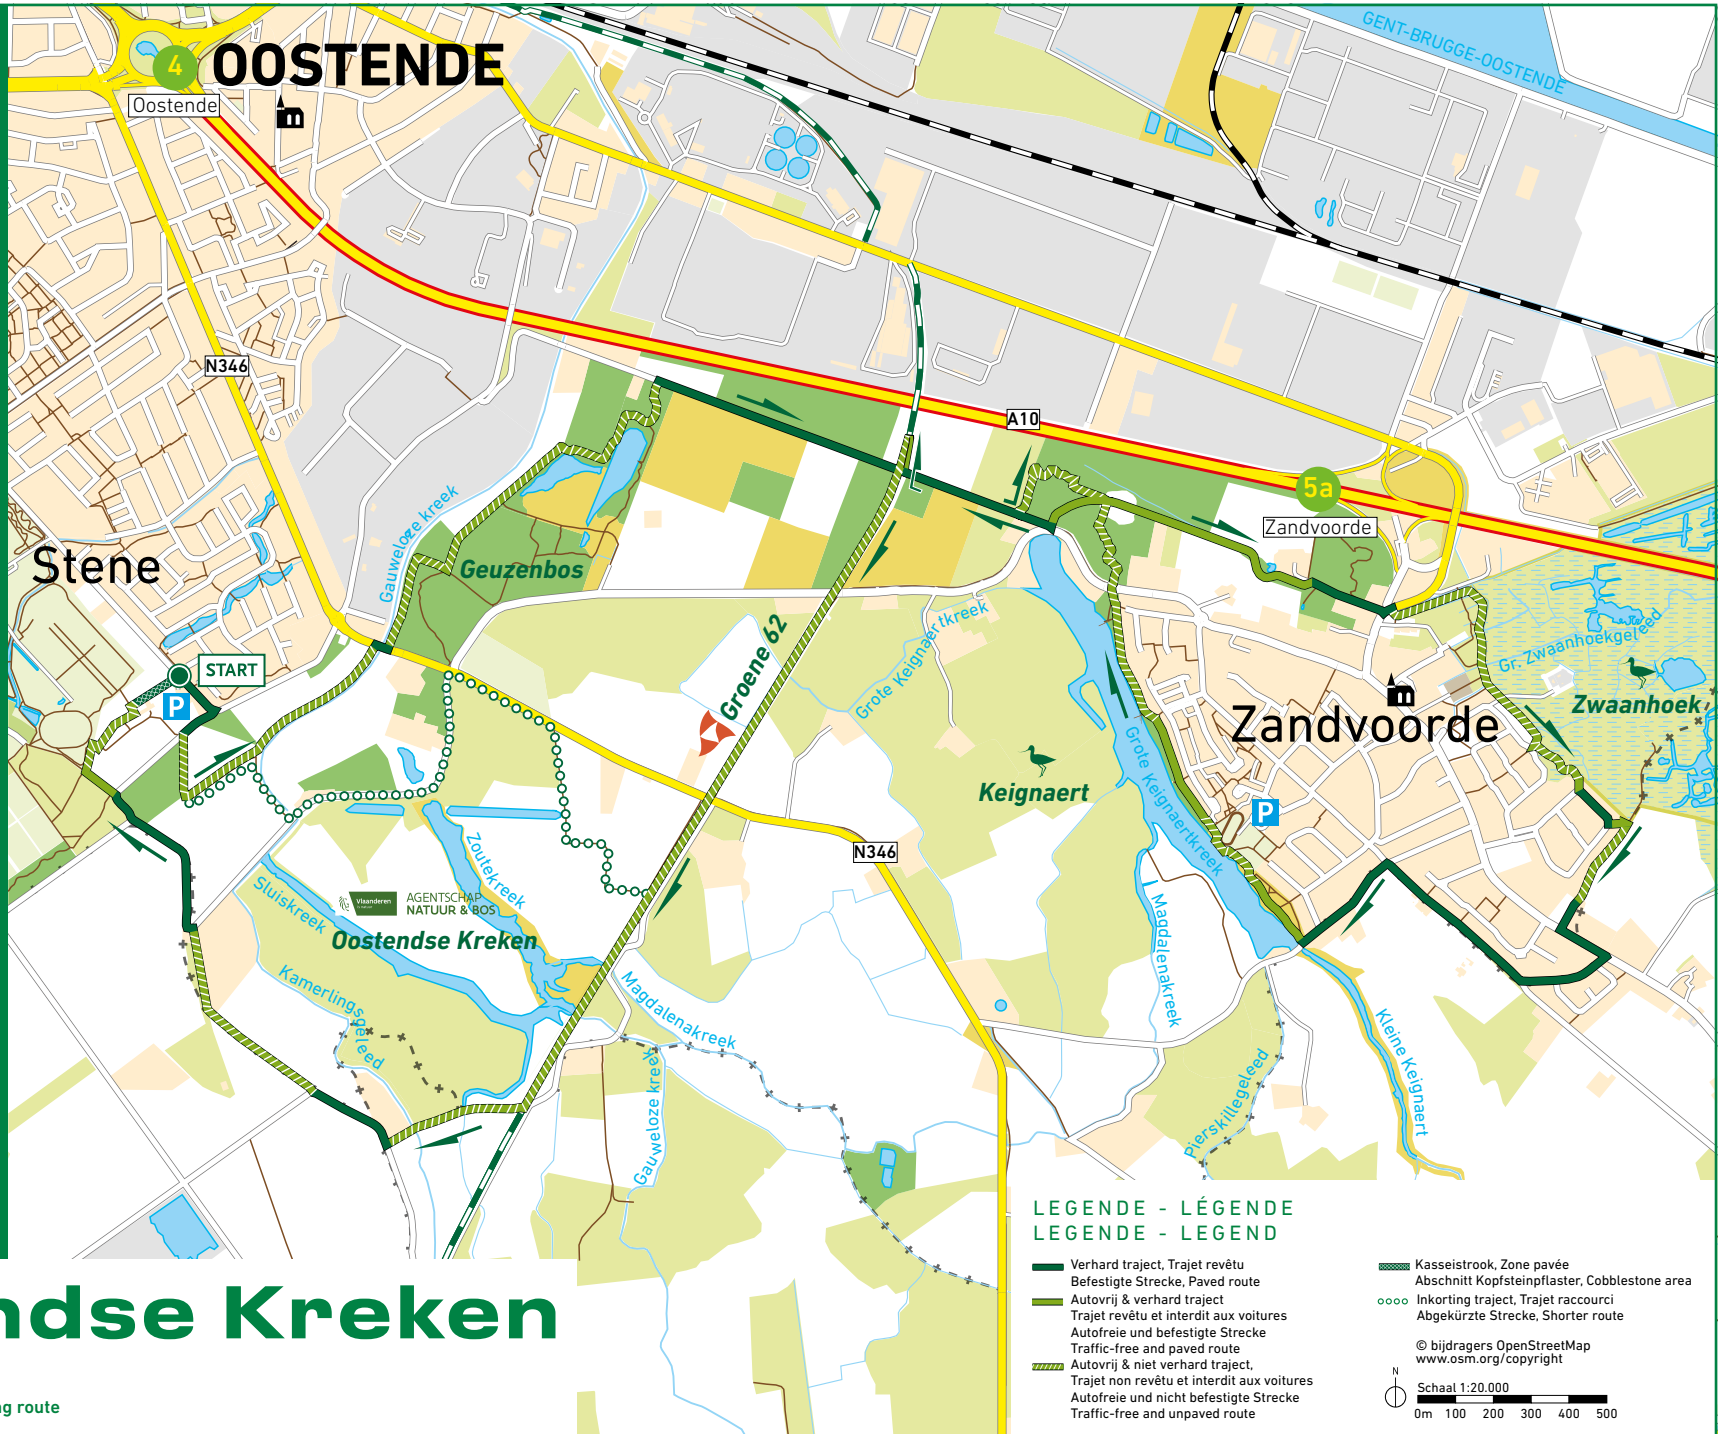 GENT-BRUGGE-OOSTENDE
4
OOSTENDE
Oostende
N346
A10
5a
Zandvoorde
Gauweloze kreek
Geuzenbos
Stene
START
P
Groene 62
Grote Keignaertkreek
Gr. Zwaanhoekgeleed
Zwaanhoek
Zandvoorde
Keignaert
Grote Keignaertkreek
P
N346
Zoutekreek
Sluiskreek
Vlaanderen
AGENTSCHAP
NATUUR & BOS
Oostendse Kreken
Kamerlingsgeleed
Magdalenakreek
Magdalenakreek
Gauweloze kreek
Kleine Keignaert
Pierskillegeleed
ndse Kreken
ng route
LEGENDE - LÉGENDE
LEGENDE - LEGEND
Verhard traject, Trajet revêtu
Befestigte Strecke, Paved route
Autovrij & verhard traject
Trajet revêtu et interdit aux voitures
Autofreie und befestigte Strecke
Traffic-free and paved route
Autovrij & niet verhard traject,
Trajet non revêtu et interdit aux voitures
Autofreie und nicht befestigte Strecke
Traffic-free and unpaved route
Kasseistrook, Zone pavée
Abschnitt Kopfsteinpflaster, Cobblestone area
Inkorting traject, Trajet raccourci
Abgekürzte Strecke, Shorter route
© bijdragers OpenStreetMap
www.osm.org/copyright
N
Schaal 1:20.000
0m 100 200 300 400 500